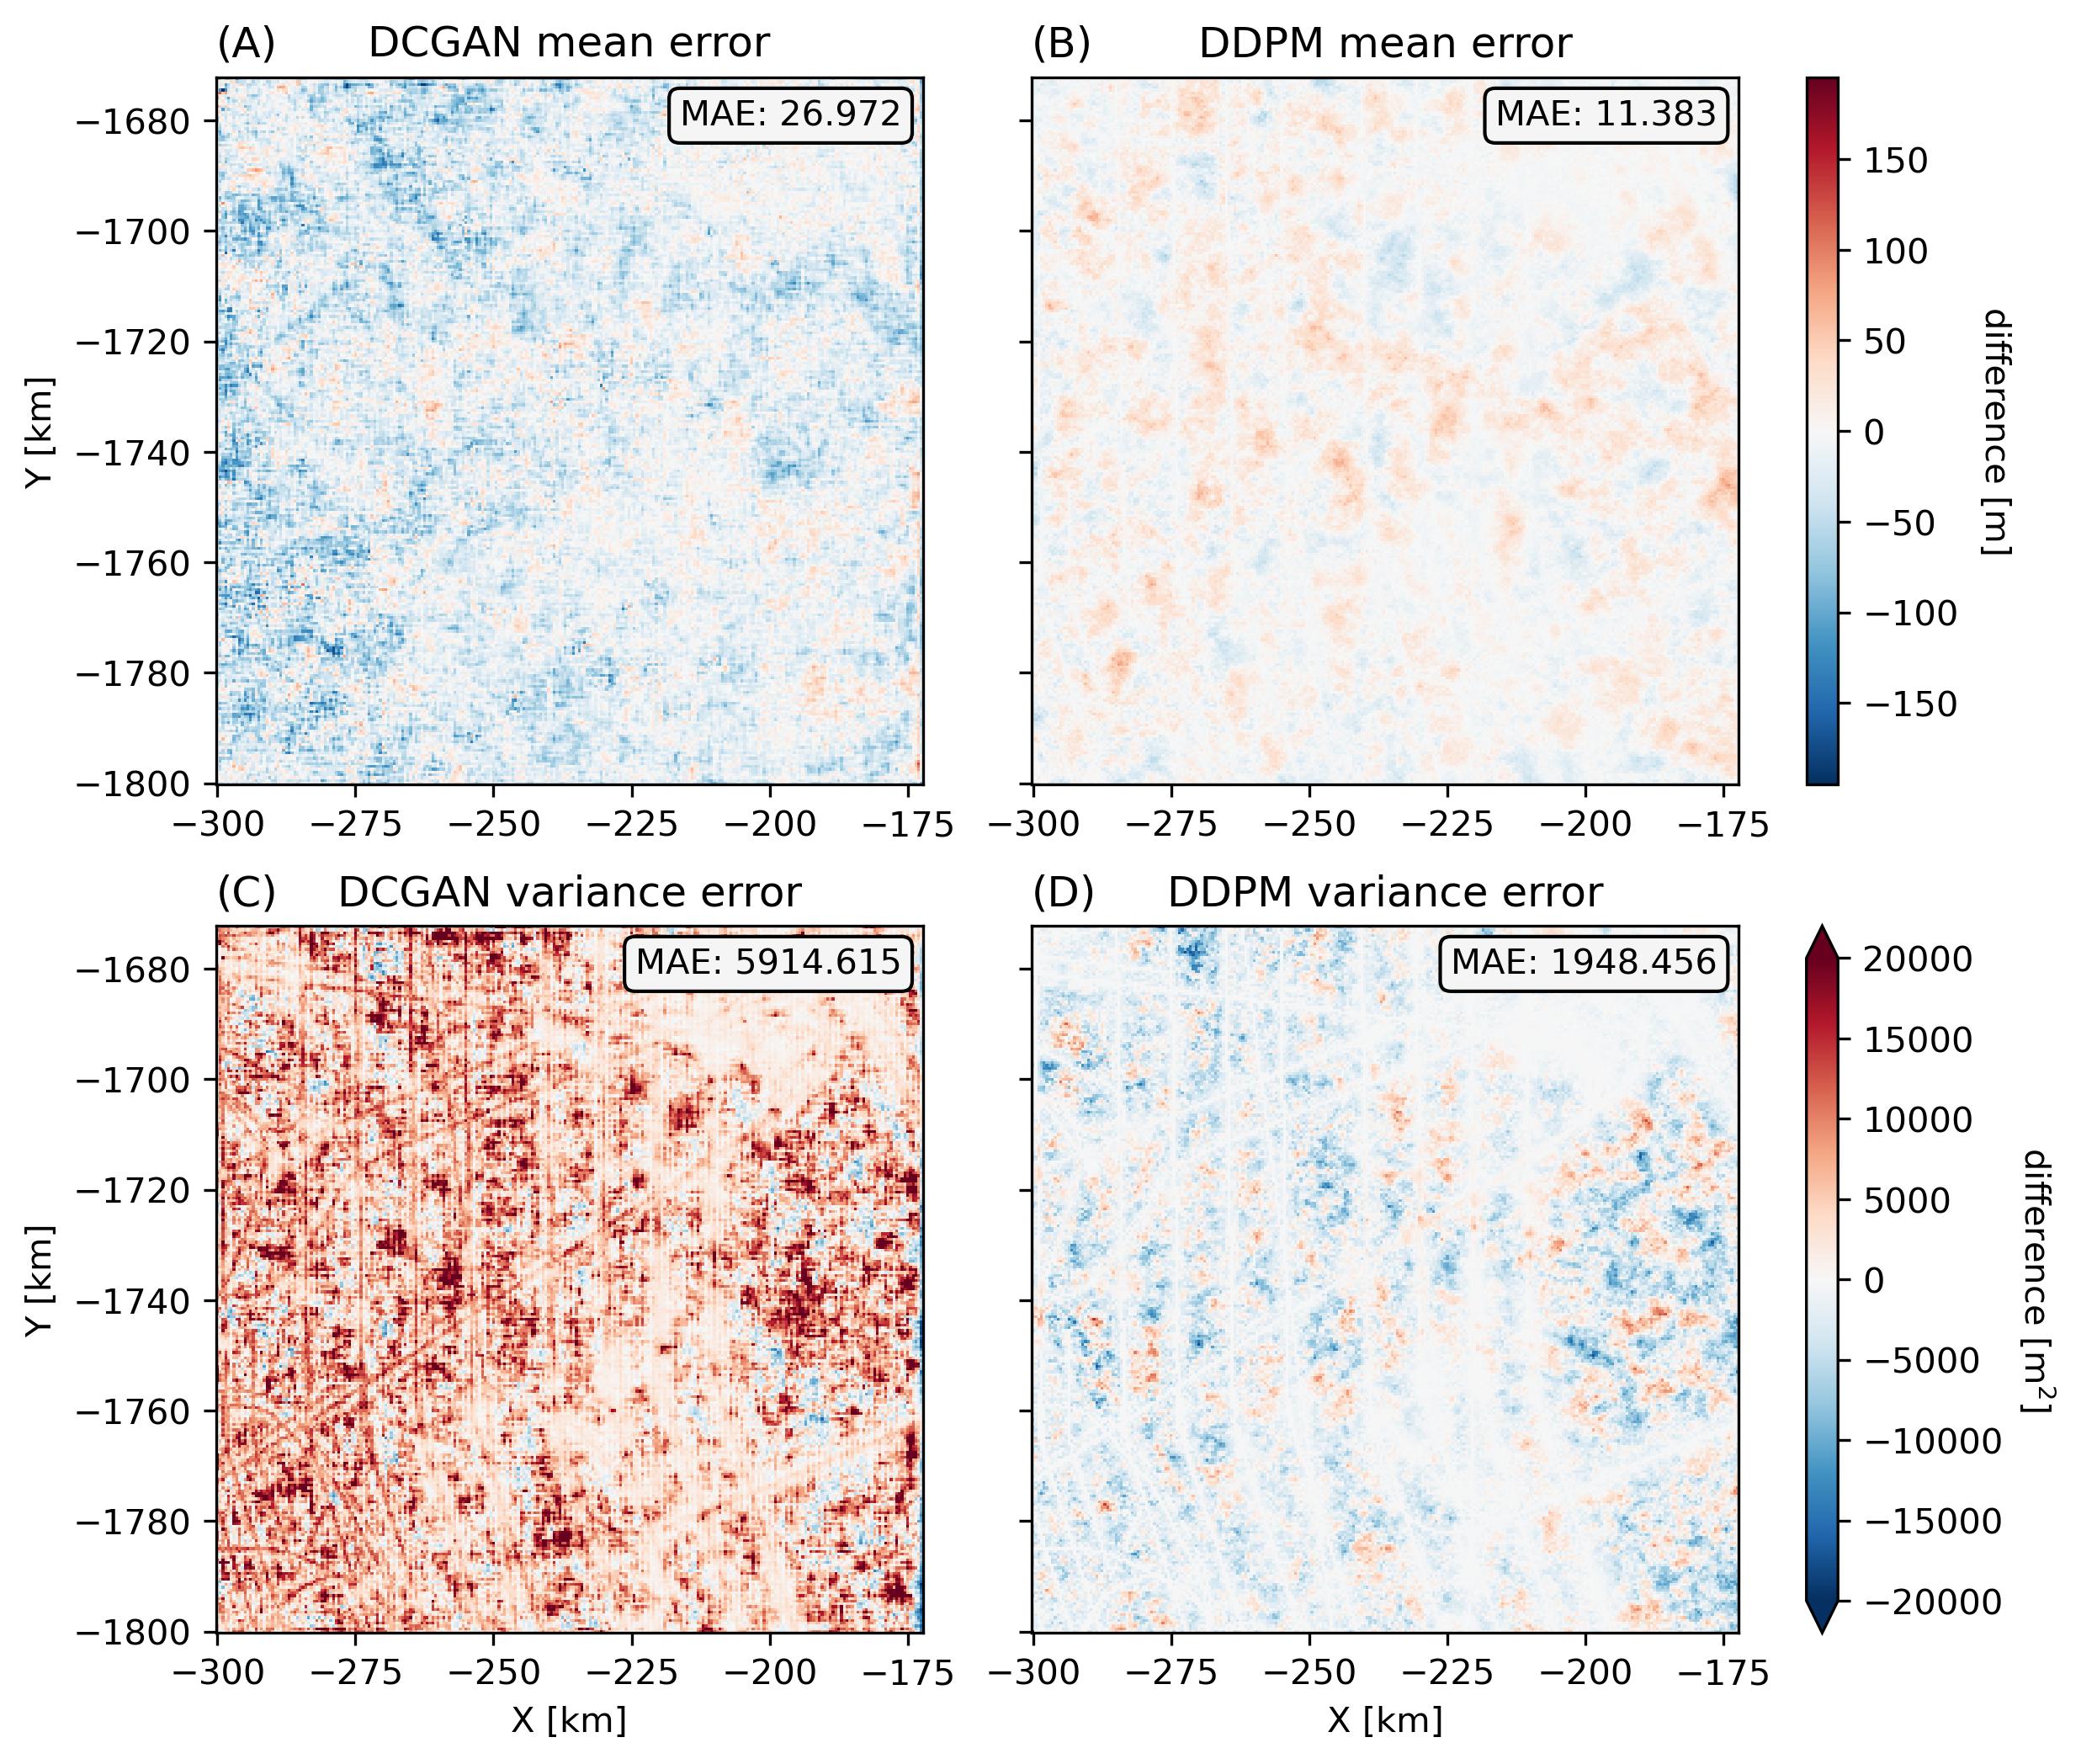 (A) DCGAN mean error
(B) DDPM mean error
MAE: 26.972
MAE: 11.383
−1680
−1700
−1720
−1740
−1760
−1780
−1800
Y [km]
−300 −275 −250 −225 −200 −175
−300 −275 −250 −225 −200 −175
150
100
50
0
−50
−100
−150
difference [m]
(C) DCGAN variance error
(D) DDPM variance error
MAE: 5914.615
MAE: 1948.456
−1680
−1700
−1720
−1740
−1760
−1780
−1800
Y [km]
−300 −275 −250 −225 −200 −175
X [km]
−300 −275 −250 −225 −200 −175
X [km]
20000
15000
10000
5000
0
−5000
−10000
−15000
−20000
difference [m²]